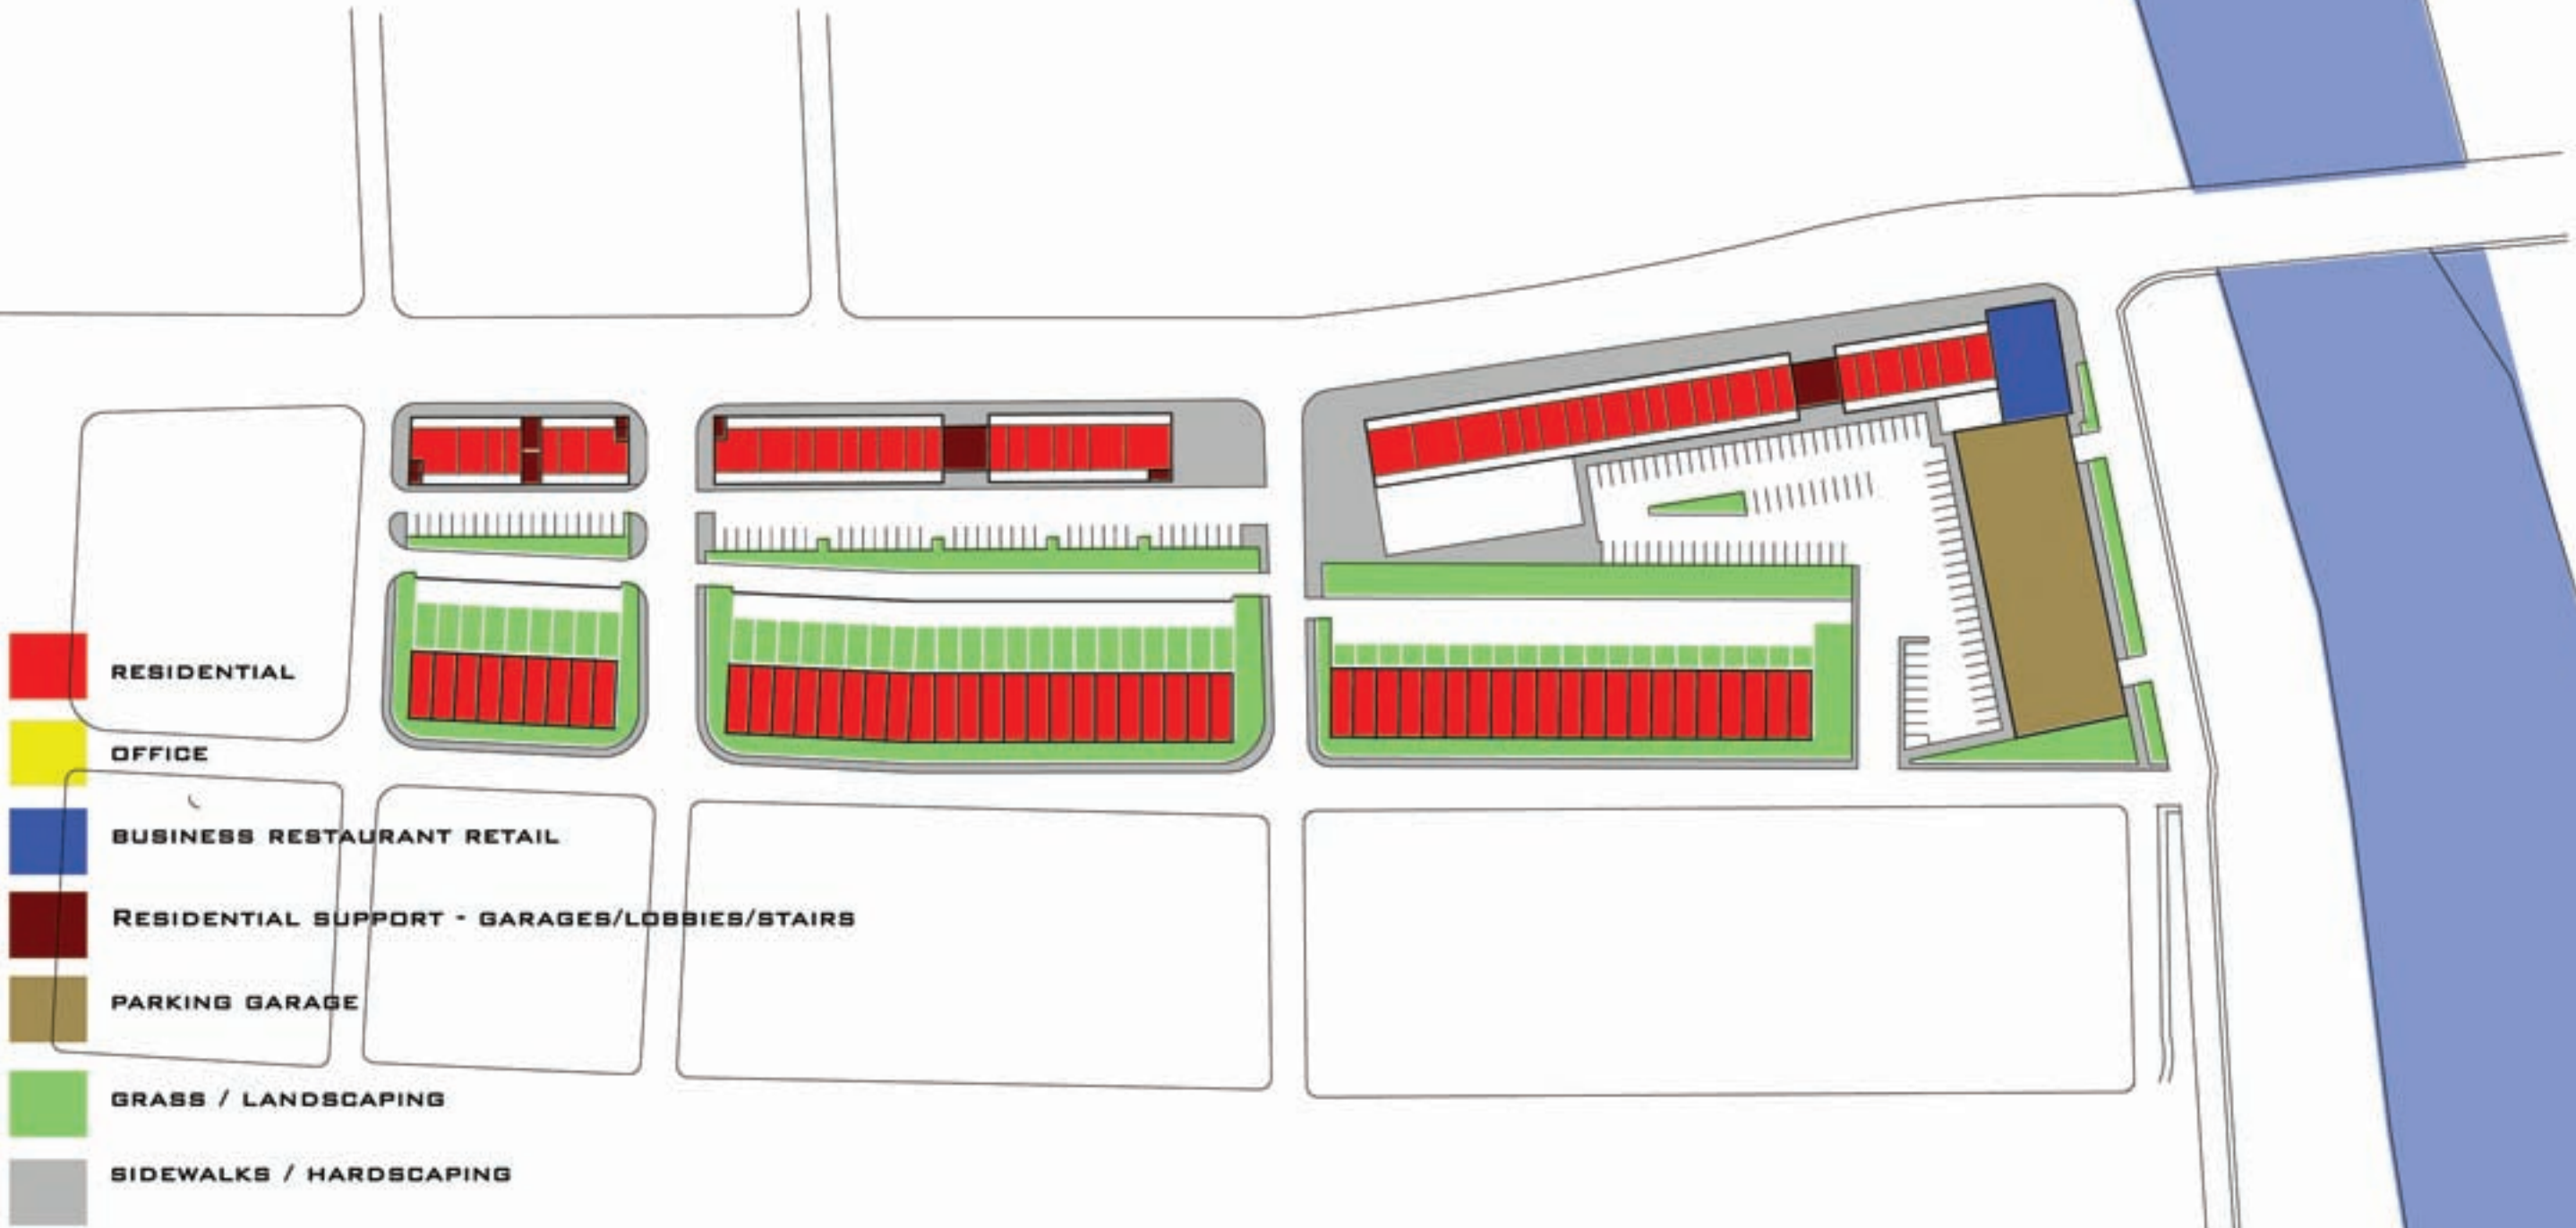 RESIDENTIAL
OFFICE
BUSINESS RESTAURANT RETAIL
RESIDENTIAL SUPPORT - GARAGES/LOBBIES/STAIRS
PARKING GARAGE
GRASS / LANDSCAPING
SIDEWALKS / HARDSCAPING